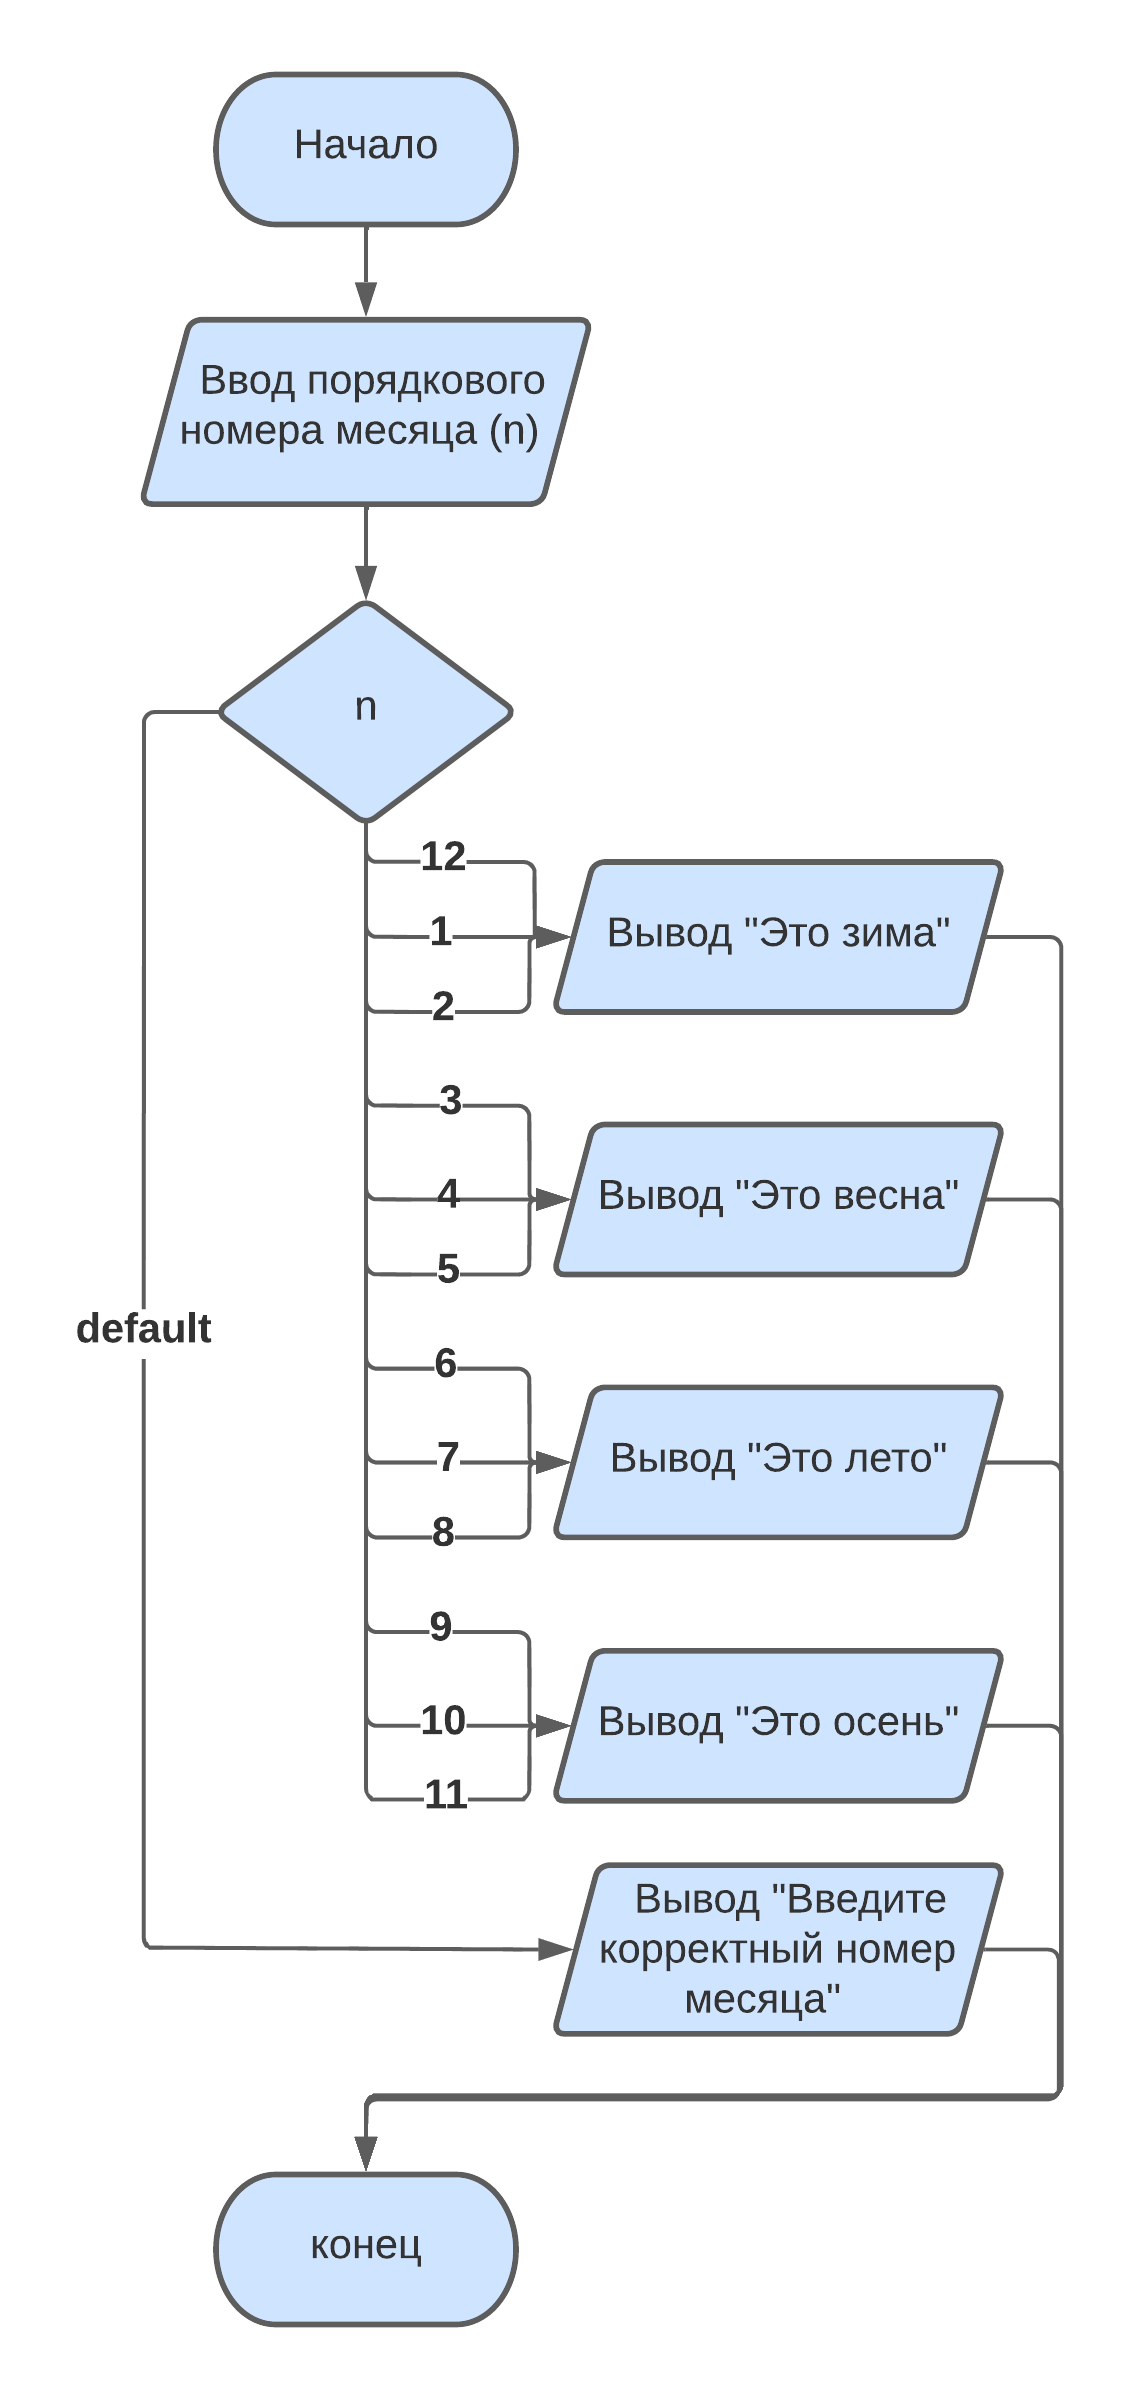 Начало
Ввод порядкового
номера месяца (n)
n
12
1
Вывод "Это зима"
2
3
4
Вывод "Это весна"
5
default
6
7
Вывод "Это лето"
8
9
10
Вывод "Это осень"
11
Вывод "Введите
корректный номер
месяца"
конец